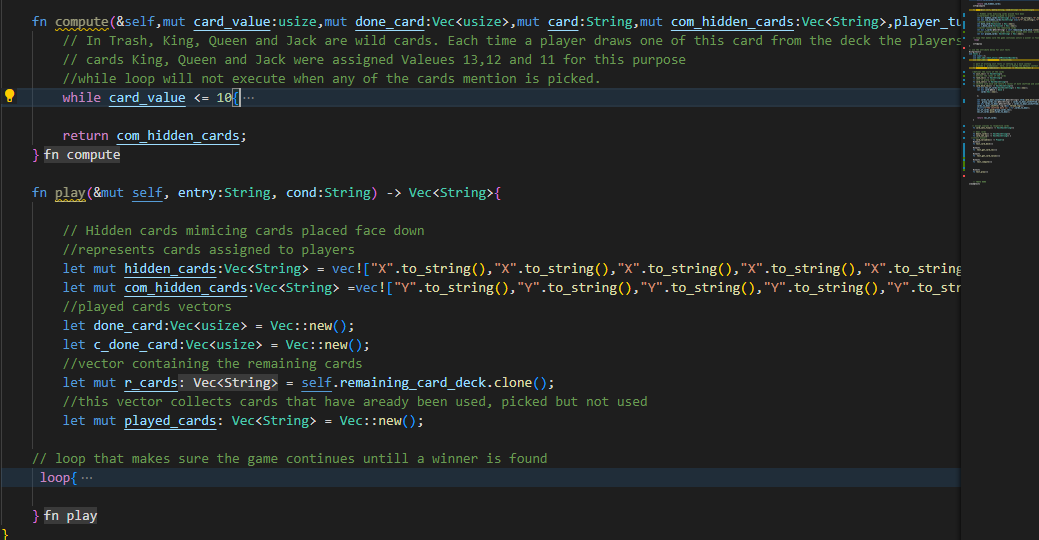 fn compute(&self,mut card_value:usize,mut done_card:Vec<usize>,mut card:String,mut com_hidden_cards:Vec<String>,player_tu
// In Trash, King, Queen and Jack are wild cards. Each time a player draws one of this card from the deck the players
// cards King, Queen and Jack were assigned Valeues 13,12 and 11 for this purpose
//while loop will not execute when any of the cards mention is picked.
while card_value <= 10{ ⋯
return com_hidden_cards;
} fn compute
fn play(&mut self, entry:String, cond:String) -> Vec<String>{
// Hidden cards mimicing cards placed face down
//represents cards assigned to players
let mut hidden_cards:Vec<String> = vec!["X".to_string(),"X".to_string(),"X".to_string(),"X".to_string(),"X".to_string
let mut com_hidden_cards:Vec<String> =vec!["Y".to_string(),"Y".to_string(),"Y".to_string(),"Y".to_string(),"Y".to_str
//played cards vectors
let done_card:Vec<usize> = Vec::new();
let c_done_card:Vec<usize> = Vec::new();
//vector containing the remaining cards
let mut r_cards: Vec<String> = self.remaining_card_deck.clone();
//this vector collects cards that have aready been used, picked but not used
let mut played_cards: Vec<String> = Vec::new();
// loop that makes sure the game continues untill a winner is found
loop{ ⋯
} fn play
}